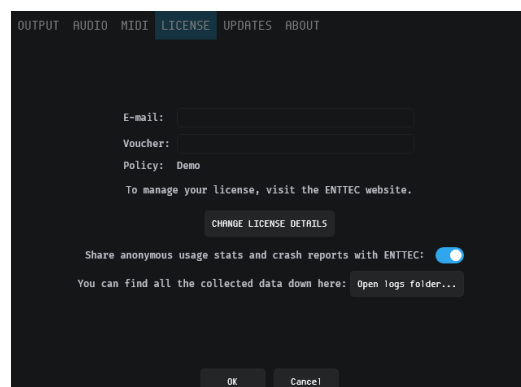 OUTPUT AUDIO MIDI LICENSE UPDATES ABOUT
E-mail:
Voucher:
Policy: Demo
To manage your license, visit the ENTTEC website.
CHANGE LICENSE DETAILS
Share anonymous usage stats and crash reports with ENTTEC:
You can find all the collected data down here: Open logs folder...
OK Cancel